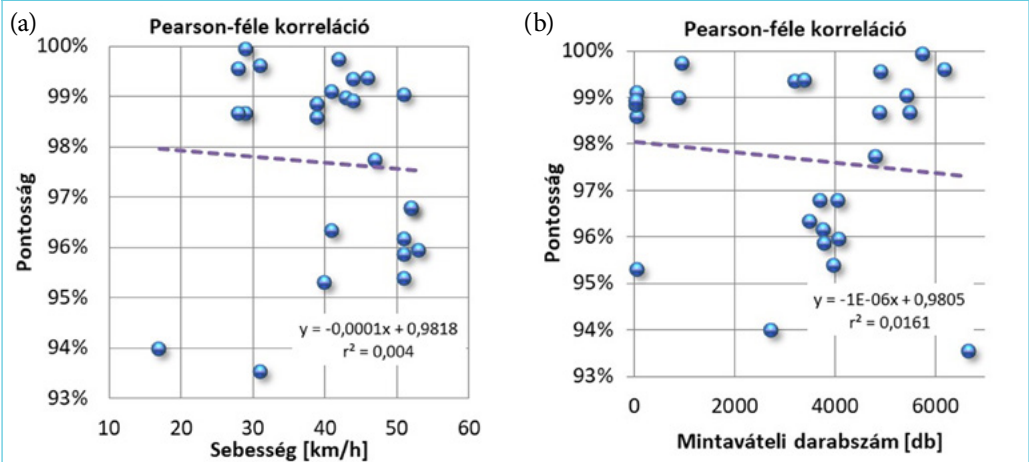 (a)
Pearson-féle korreláció
Pontosság
100%
99%
98%
97%
96%
95%
94%
93%
y = -0,0001x + 0,9818
r² = 0,004
10 20 30 40 50 60
Sebesség [km/h]
(b)
Pearson-féle korreláció
Pontosság
100%
99%
98%
97%
96%
95%
94%
93%
y = -1E-06x + 0,9805
r² = 0,0161
0 2000 4000 6000
Mintavételi darabszám [db]